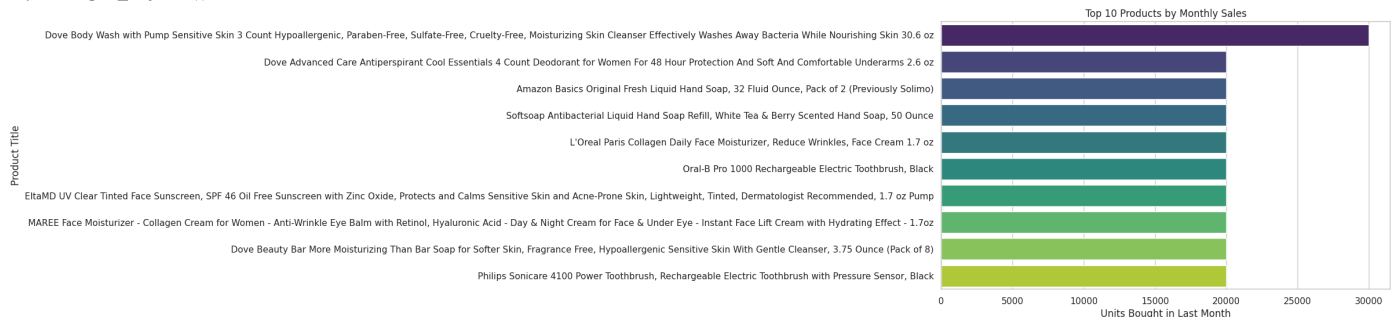 Top 10 Products by Monthly Sales
Product Title
Dove Body Wash with Pump Sensitive Skin 3 Count Hypoallergenic, Paraben-Free, Sulfate-Free, Cruelty-Free, Moisturizing Skin Cleanser Effectively Washes Away Bacteria While Nourishing Skin 30.6 oz
Dove Advanced Care Antiperspirant Cool Essentials 4 Count Deodorant for Women For 48 Hour Protection And Soft And Comfortable Underarms 2.6 oz
Amazon Basics Original Fresh Liquid Hand Soap, 32 Fluid Ounce, Pack of 2 (Previously Solimo)
Softsoap Antibacterial Liquid Hand Soap Refill, White Tea & Berry Scented Hand Soap, 50 Ounce
L'Oreal Paris Collagen Daily Face Moisturizer, Reduce Wrinkles, Face Cream 1.7 oz
Oral-B Pro 1000 Rechargeable Electric Toothbrush, Black
EltaMD UV Clear Tinted Face Sunscreen, SPF 46 Oil Free Sunscreen with Zinc Oxide, Protects and Calms Sensitive Skin and Acne-Prone Skin, Lightweight, Tinted, Dermatologist Recommended, 1.7 oz Pump
MAREE Face Moisturizer - Collagen Cream for Women - Anti-Wrinkle Eye Balm with Retinol, Hyaluronic Acid - Day & Night Cream for Face & Under Eye - Instant Face Lift Cream with Hydrating Effect - 1.7oz
Dove Beauty Bar More Moisturizing Than Bar Soap for Softer Skin, Fragrance Free, Hypoallergenic Sensitive Skin With Gentle Cleanser, 3.75 Ounce (Pack of 8)
Philips Sonicare 4100 Power Toothbrush, Rechargeable Electric Toothbrush with Pressure Sensor, Black
0 5000 10000 15000 20000 25000 30000
Units Bought in Last Month